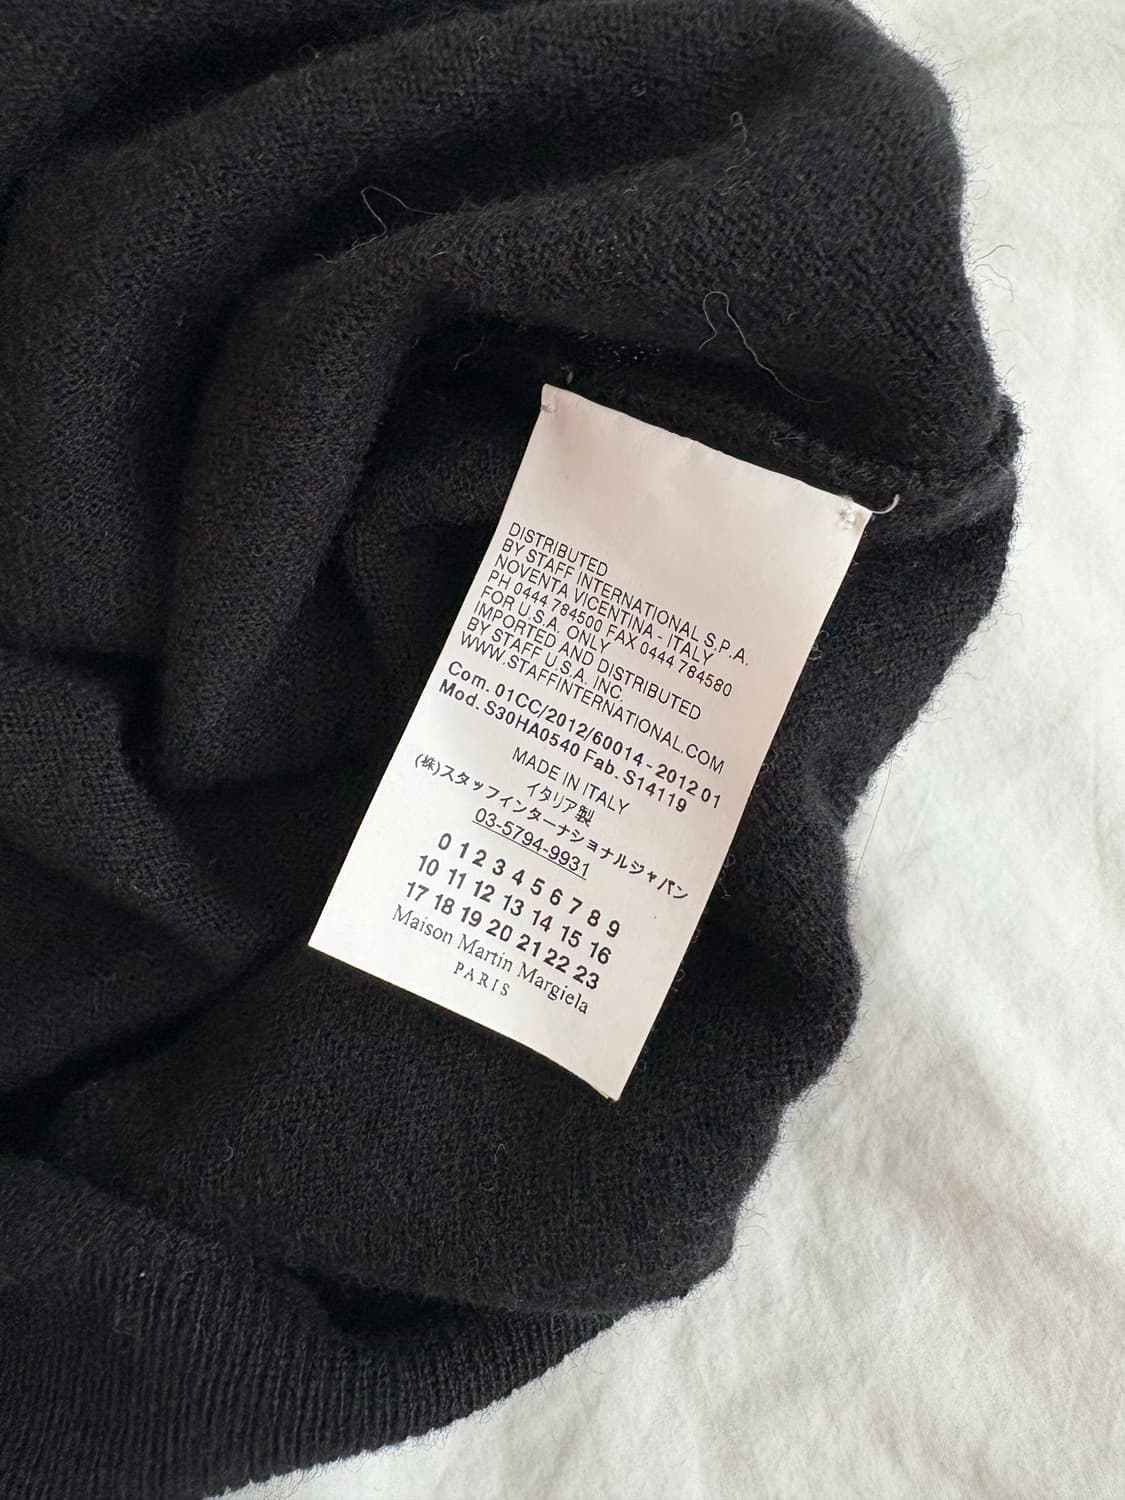 DISTRIBUTED
BY STAFF INTERNATIONAL S.P.A.
NOVENTA VICENTINA - ITALY
PH 0444 784500 FAX 0444 784580
FOR U.S.A. ONLY
IMPORTED AND DISTRIBUTED
BY STAFF U.S.A. INC.
WWW.STAFFINTERNATIONAL.COM
Com. 01CC/2012/60014 - 2012 01
Mod. S30HA0540 Fab. S14119
MADE IN ITALY
イタリア製
(株)スタッフインターナショナルジャパン
03-5794-9931
0 1 2 3 4 5 6 7 8 9
10 11 12 13 14 15 16
17 18 19 20 21 22 23
Maison Martin Margiela
PARIS